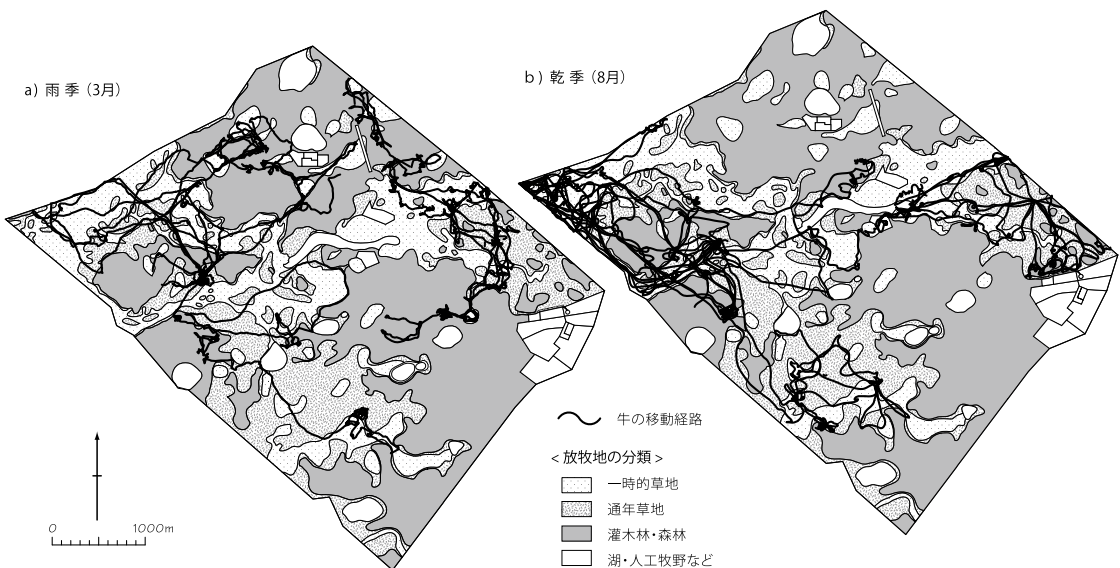 a）雨 季（3月）
b）乾 季（8月）
牛の移動経路
＜放牧地の分類＞
一時的草地
通年草地
灌木林・森林
湖・人工牧野など
0 1000m